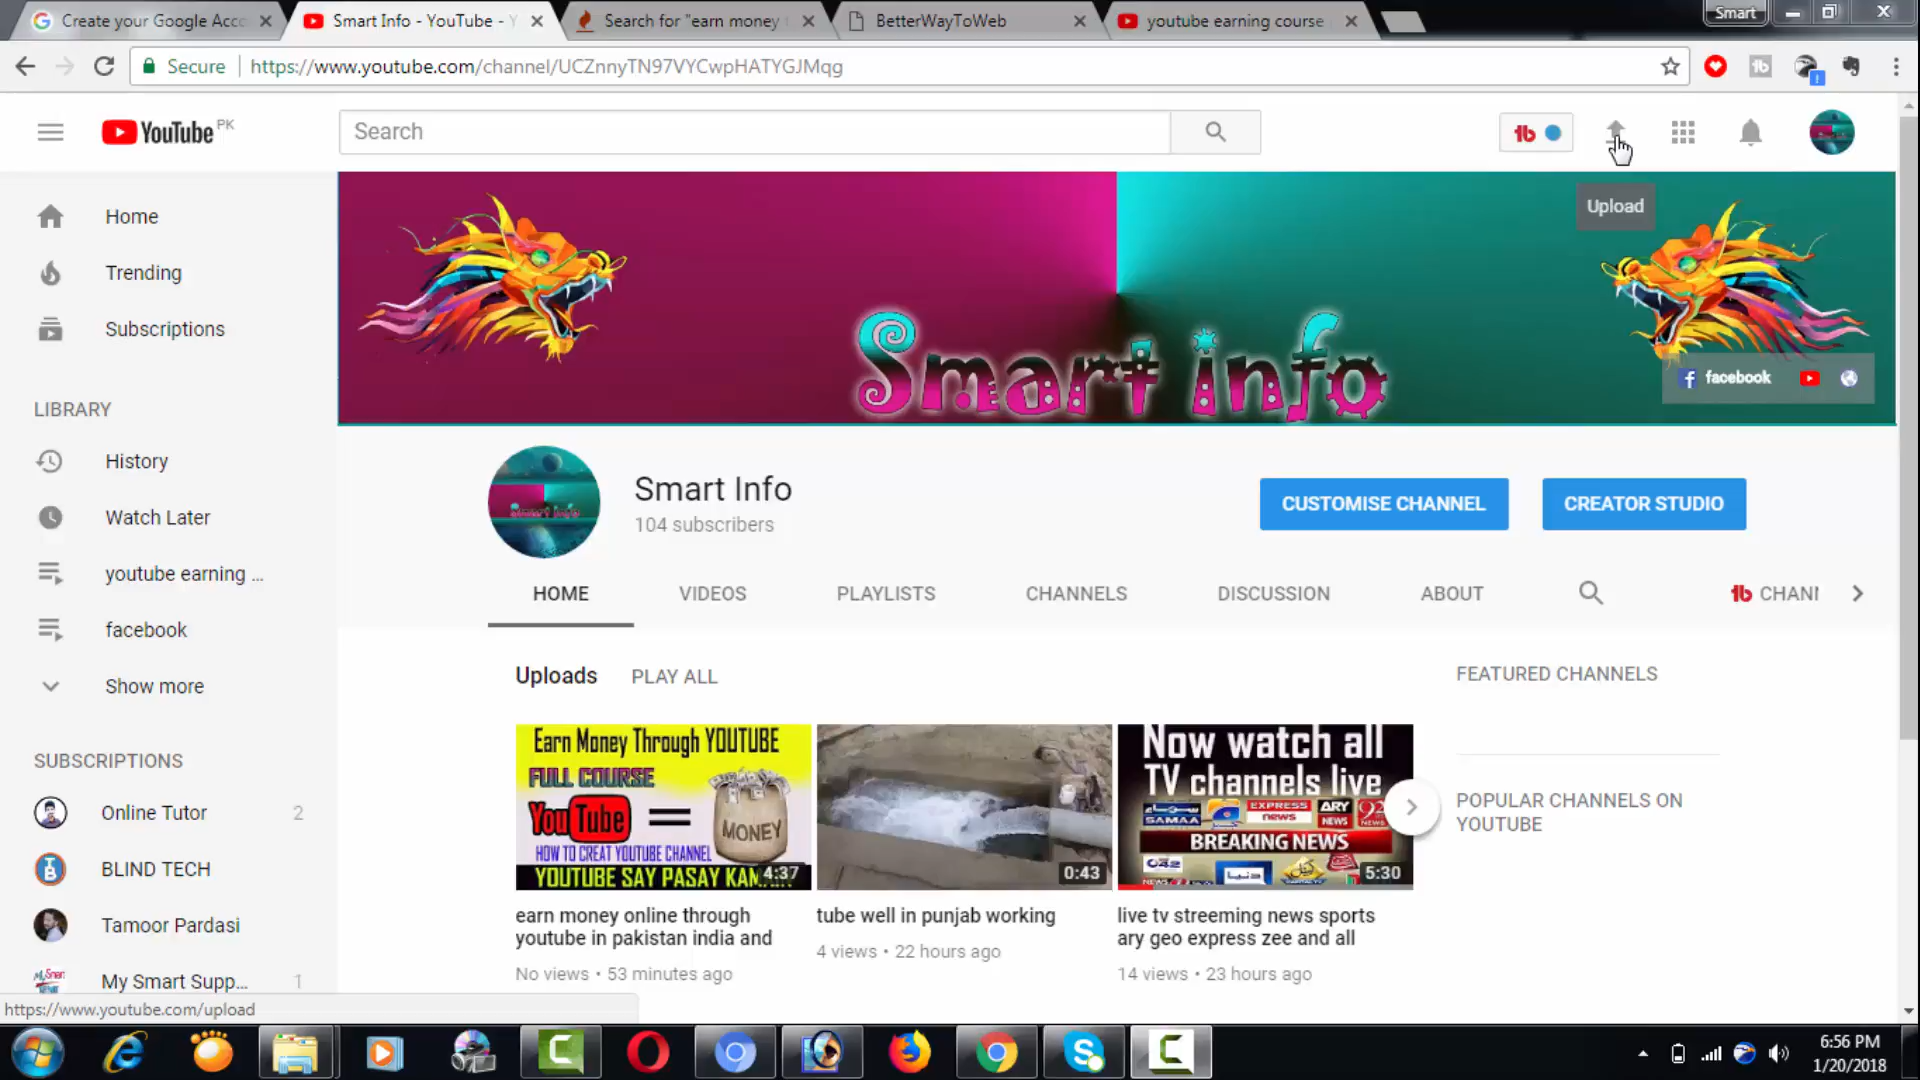 Create your Google Acco
Smart Info - YouTube - Y
Search for "earn money
BetterWayToWeb
youtube earning course
Smart
Secure
https://www.youtube.com/channel/UCZnnyTN97VYCwpHATYGJMqg
YouTube PK
Search
Upload
Home
Trending
Subscriptions
LIBRARY
History
Watch Later
youtube earning ...
facebook
Show more
SUBSCRIPTIONS
Online Tutor 2
BLIND TECH
Tamoor Pardasi
My Smart Supp... 1
Smart info
facebook
Smart Info
104 subscribers
CUSTOMISE CHANNEL
CREATOR STUDIO
HOME
VIDEOS
PLAYLISTS
CHANNELS
DISCUSSION
ABOUT
CHANN
Uploads
PLAY ALL
FEATURED CHANNELS
POPULAR CHANNELS ON
YOUTUBE
Earn Money Through YOUTUBE
FULL COURSE
YouTube = MONEY
HOW TO CREAT YOUTUBE CHANNEL
YOUTUBE SAY PASAY KAM
4:37
0:43
Now watch all
TV channels live
SAMAA
EXPRESS
news
ARY
NEWS
92
BREAKING NEWS
دنیا
5:30
earn money online through
youtube in pakistan india and
No views • 53 minutes ago
tube well in punjab working
4 views • 22 hours ago
live tv streeming news sports
ary geo express zee and all
14 views • 23 hours ago
https://www.youtube.com/upload
6:56 PM
1/20/2018